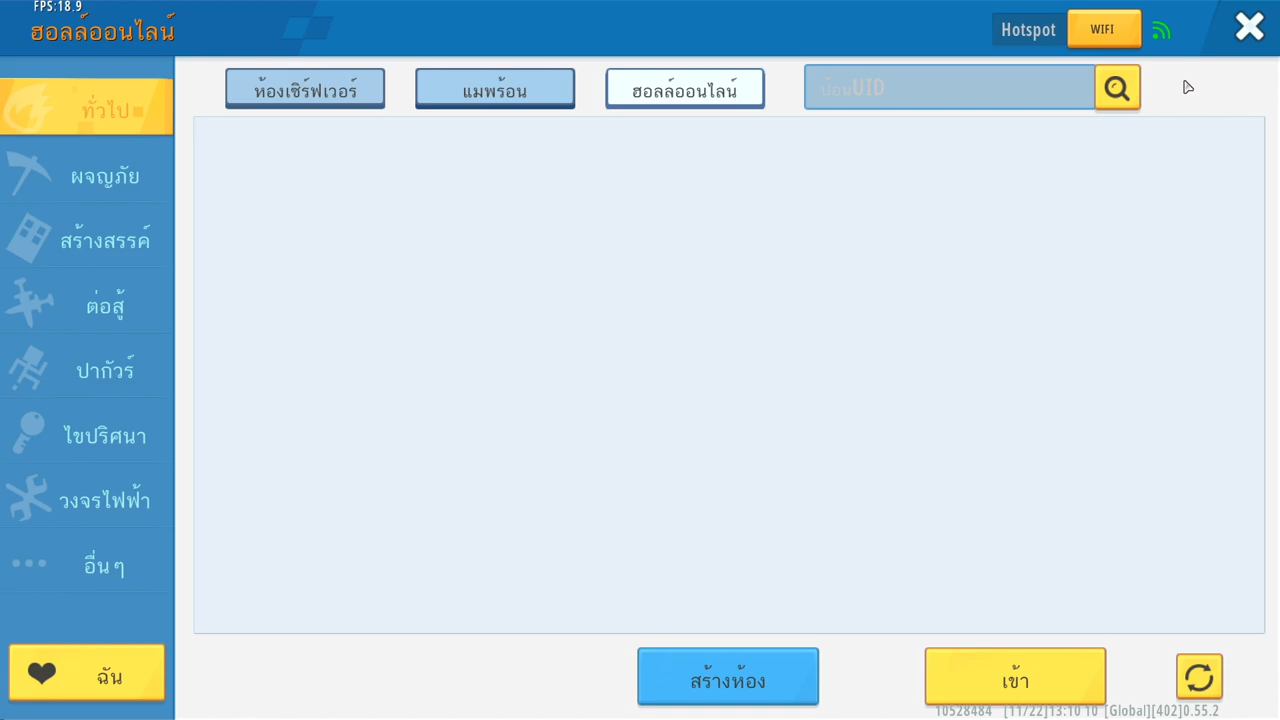 FPS:18.9
ฮอลล์ออนไลน์
Hotspot
WIFI
ห้องเซิร์ฟเวอร์
แมพร้อน
ฮอลล์ออนไลน์
ป้อนUID
ทั่วไป
ผจญภัย
สร้างสรรค์
ต่อสู้
ปากัวร์
ไขปริศนา
วงจรไฟฟ้า
อื่นๆ
ฉัน
สร้างห้อง
เข้า
10528484 [11/22]13:10 10 [Global][402]0.55.2